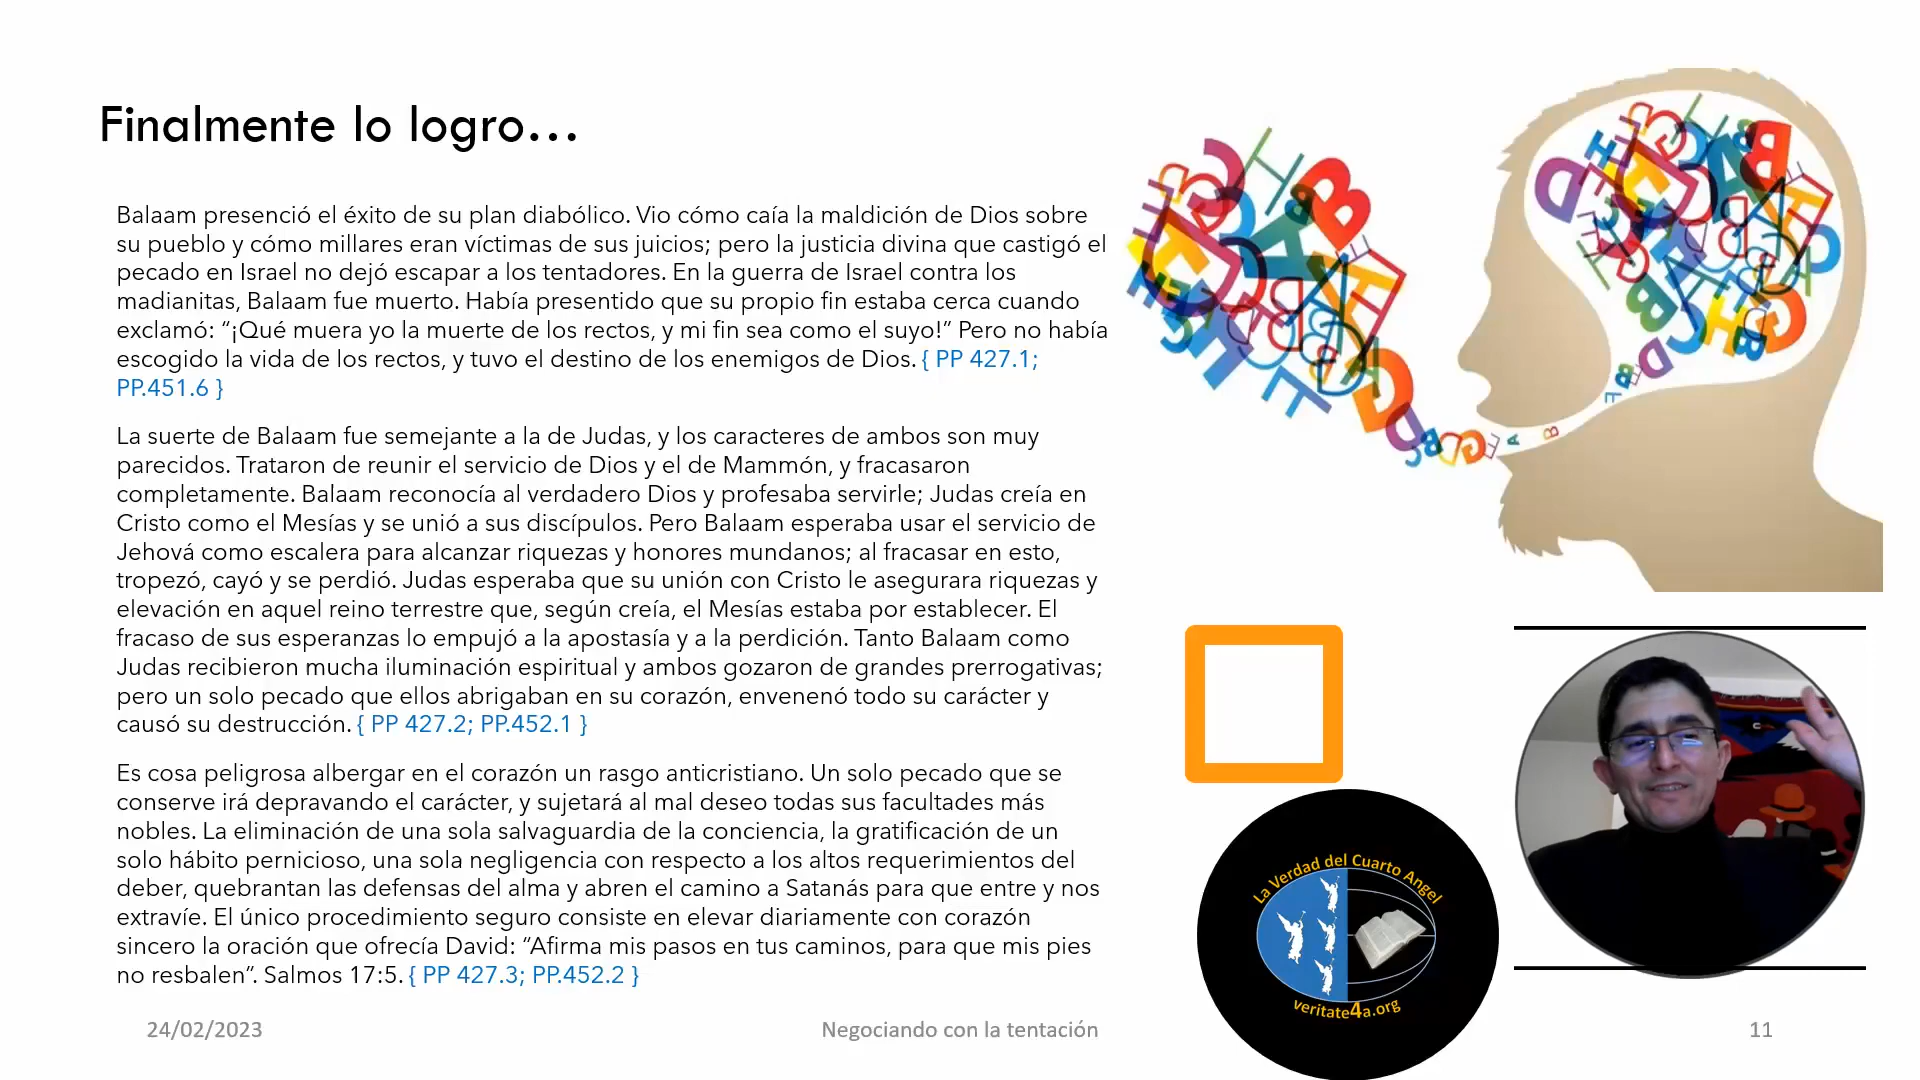 Finalmente lo logro...
Balaam presenció el éxito de su plan diabólico. Vio cómo caía la maldición de Dios sobre
su pueblo y cómo millares eran víctimas de sus juicios; pero la justicia divina que castigó el
pecado en Israel no dejó escapar a los tentadores. En la guerra de Israel contra los
madianitas, Balaam fue muerto. Había presentido que su propio fin estaba cerca cuando
exclamó: “¡Qué muera yo la muerte de los rectos, y mi fin sea como el suyo!” Pero no había
escogido la vida de los rectos, y tuvo el destino de los enemigos de Dios. { PP 427.1;
PP.451.6 }
La suerte de Balaam fue semejante a la de Judas, y los caracteres de ambos son muy
parecidos. Trataron de reunir el servicio de Dios y el de Mammón, y fracasaron
completamente. Balaam reconocía al verdadero Dios y profesaba servirle; Judas creía en
Cristo como el Mesías y se unió a sus discípulos. Pero Balaam esperaba usar el servicio de
Jehová como escalera para alcanzar riquezas y honores mundanos; al fracasar en esto,
tropezó, cayó y se perdió. Judas esperaba que su unión con Cristo le asegurara riquezas y
elevación en aquel reino terrestre que, según creía, el Mesías estaba por establecer. El
fracaso de sus esperanzas lo empujó a la apostasía y a la perdición. Tanto Balaam como
Judas recibieron mucha iluminación espiritual y ambos gozaron de grandes prerrogativas;
pero un solo pecado que ellos abrigaban en su corazón, envenenó todo su carácter y
causó su destrucción. { PP 427.2; PP.452.1 }
Es cosa peligrosa albergar en el corazón un rasgo anticristiano. Un solo pecado que se
conserve irá depravando el carácter, y sujetará al mal deseo todas sus facultades más
nobles. La eliminación de una sola salvaguardia de la conciencia, la gratificación de un
solo hábito pernicioso, una sola negligencia con respecto a los altos requerimientos del
deber, quebrantan las defensas del alma y abren el camino a Satanás para que entre y nos
extravíe. El único procedimiento seguro consiste en elevar diariamente con corazón
sincero la oración que ofrecía David: “Afirma mis pasos en tus caminos, para que mis pies
no resbalen”. Salmos 17:5. { PP 427.3; PP.452.2 }
La Verdad del Cuarto Angel
veritate4a.org
24/02/2023
Negociando con la tentación
11